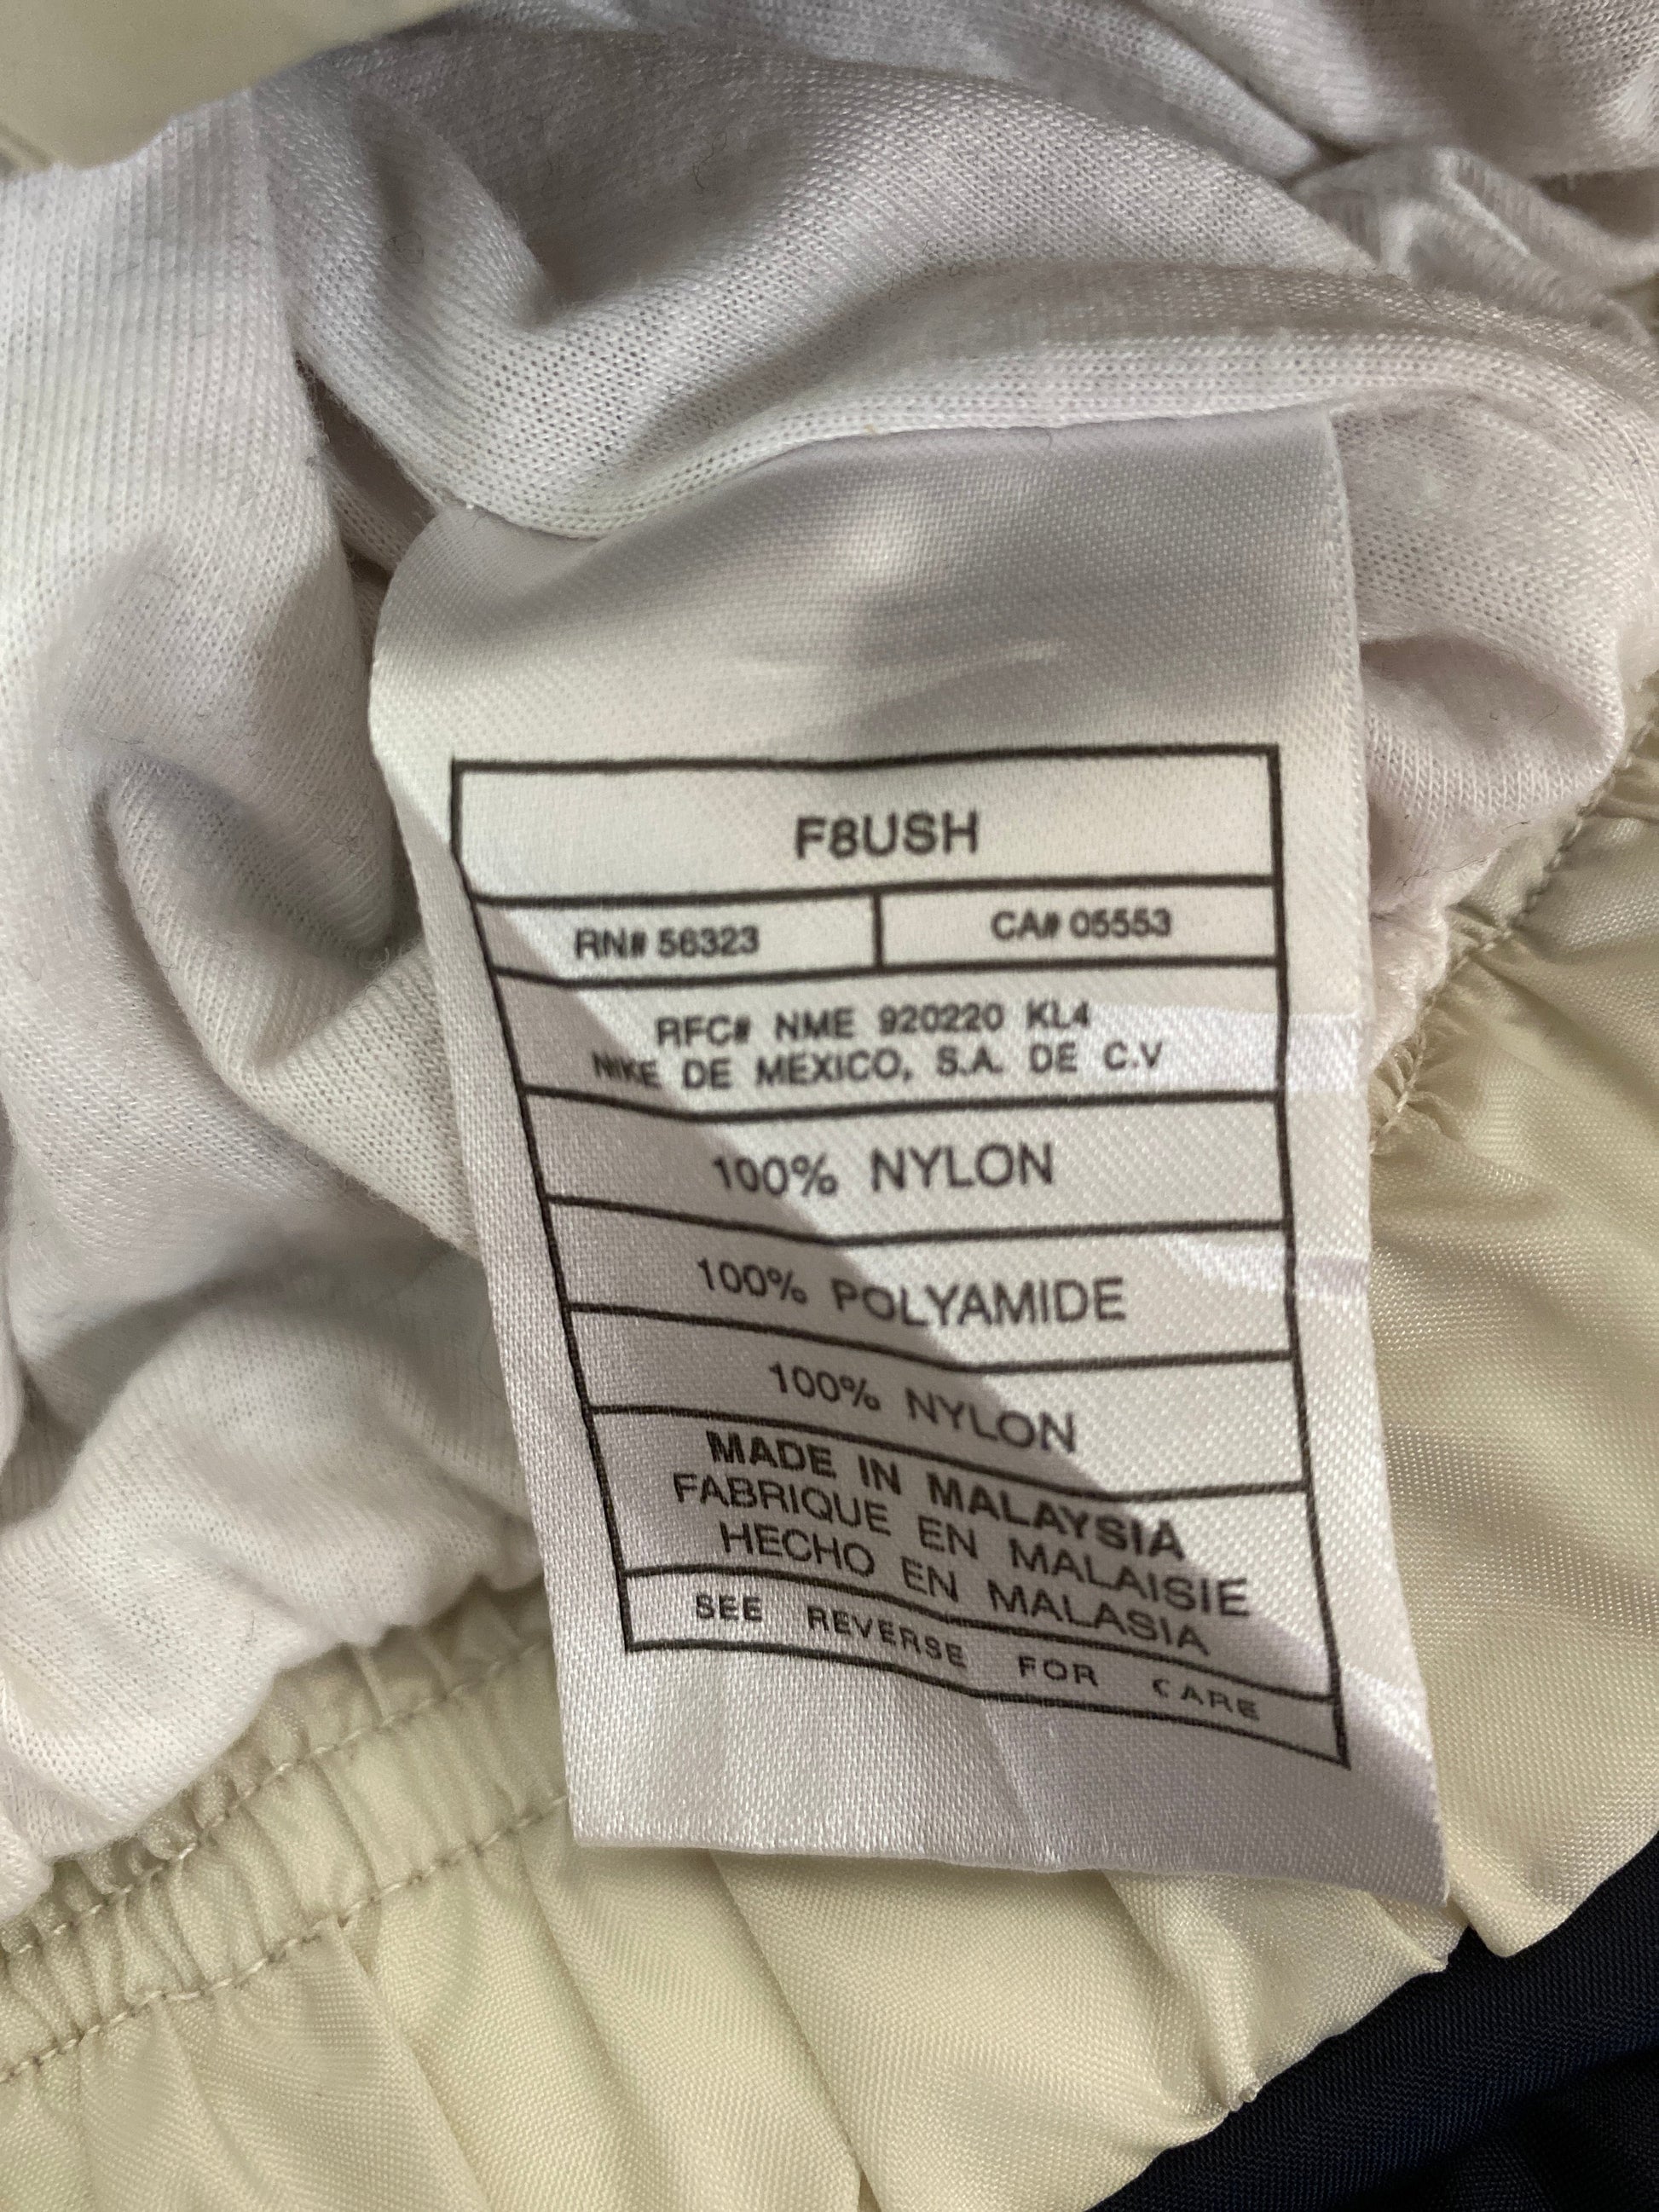 F8USH
RN# 56323
CA# 05553
RFC# NME 920220 KL4
NIKE DE MEXICO, S.A. DE C.V
100% NYLON
100% POLYAMIDE
100% NYLON
MADE IN MALAYSIA
FABRIQUE EN MALAISIE
HECHO EN MALASIA
SEE REVERSE FOR CARE